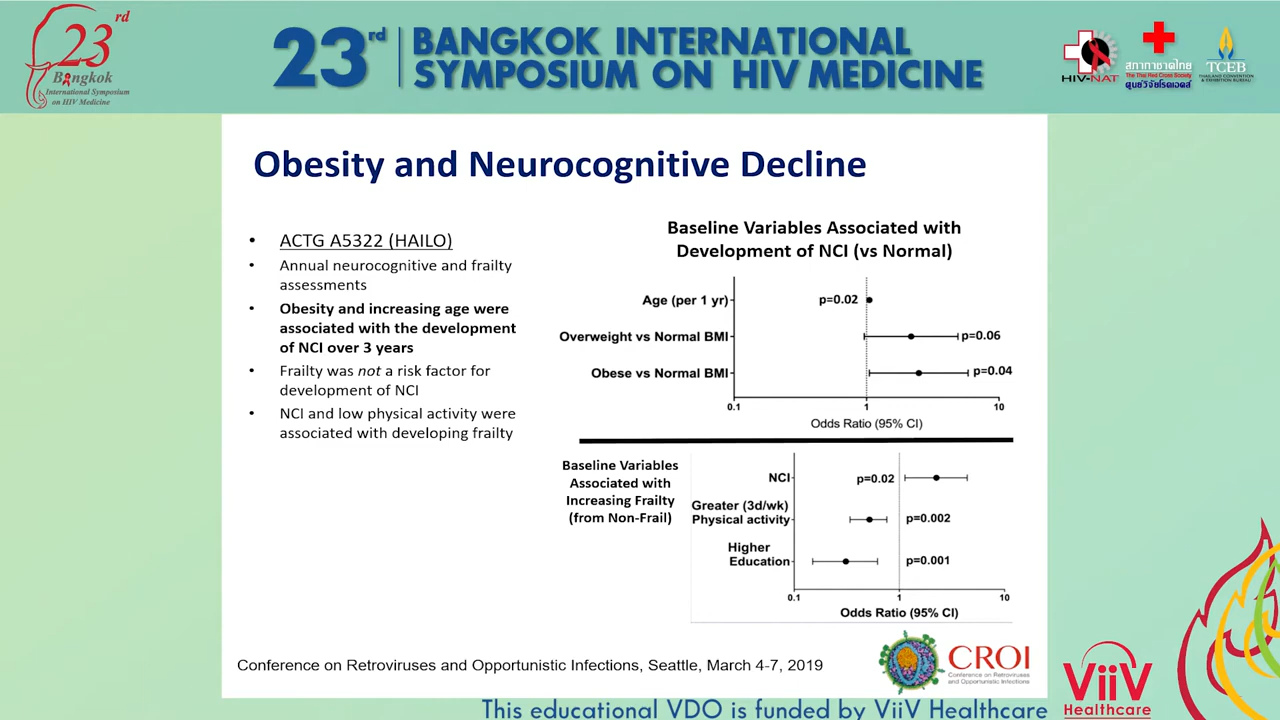 23rd
Bangkok
International Symposium
on HIV Medicine
23rd BANGKOK INTERNATIONAL
SYMPOSIUM ON HIV MEDICINE
HIV-NAT
สภากาชาดไทย
The Thai Red Cross Society
ศูนย์วิจัยโรคเอดส์
TCEB
THAILAND CONVENTION
& EXHIBITION BUREAU
Obesity and Neurocognitive Decline
• ACTG A5322 (HAILO)
• Annual neurocognitive and frailty
assessments
• Obesity and increasing age were
associated with the development
of NCI over 3 years
• Frailty was not a risk factor for
development of NCI
• NCI and low physical activity were
associated with developing frailty
Baseline Variables Associated with
Development of NCI (vs Normal)
Age (per 1 yr) p=0.02
Overweight vs Normal BMI p=0.06
Obese vs Normal BMI p=0.04
0.1 1 10
Odds Ratio (95% CI)
Baseline Variables
Associated with
Increasing Frailty
(from Non-Frail)
NCI p=0.02
Greater (3d/wk)
Physical activity p=0.002
Higher
Education p=0.001
0.1 1 10
Odds Ratio (95% CI)
Conference on Retroviruses and Opportunistic Infections, Seattle, March 4-7, 2019
CROI
Conference on Retroviruses
and Opportunistic Infections
ViiV
Healthcare
This educational VDO is funded by ViiV Healthcare